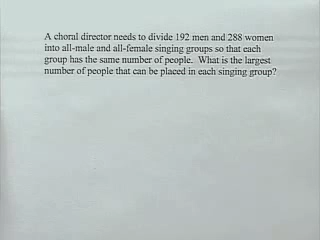 A choral director needs to divide 192 men and 288 women
into all-male and all-female singing groups so that each
group has the same number of people.  What is the largest
number of people that can be placed in each singing group?